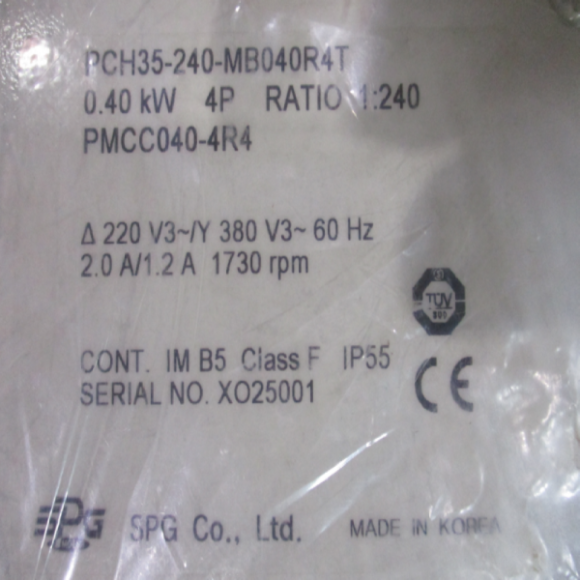 PCH35-240-MB040R4T
0.40 kW 4P RATIO 1:240
PMCC040-4R4
Δ 220 V3~/Y 380 V3~ 60 Hz
2.0 A/1.2 A 1730 rpm
TÜV
CONT. IM B5 Class F IP55
CE
SERIAL NO. XO25001
SPG Co., Ltd. MADE IN KOREA